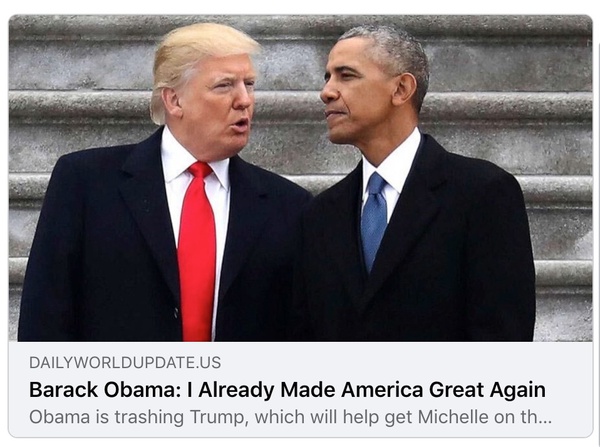 DAILYWORLDUPDATE.US
Barack Obama: I Already Made America Great Again
Obama is trashing Trump, which will help get Michelle on th...